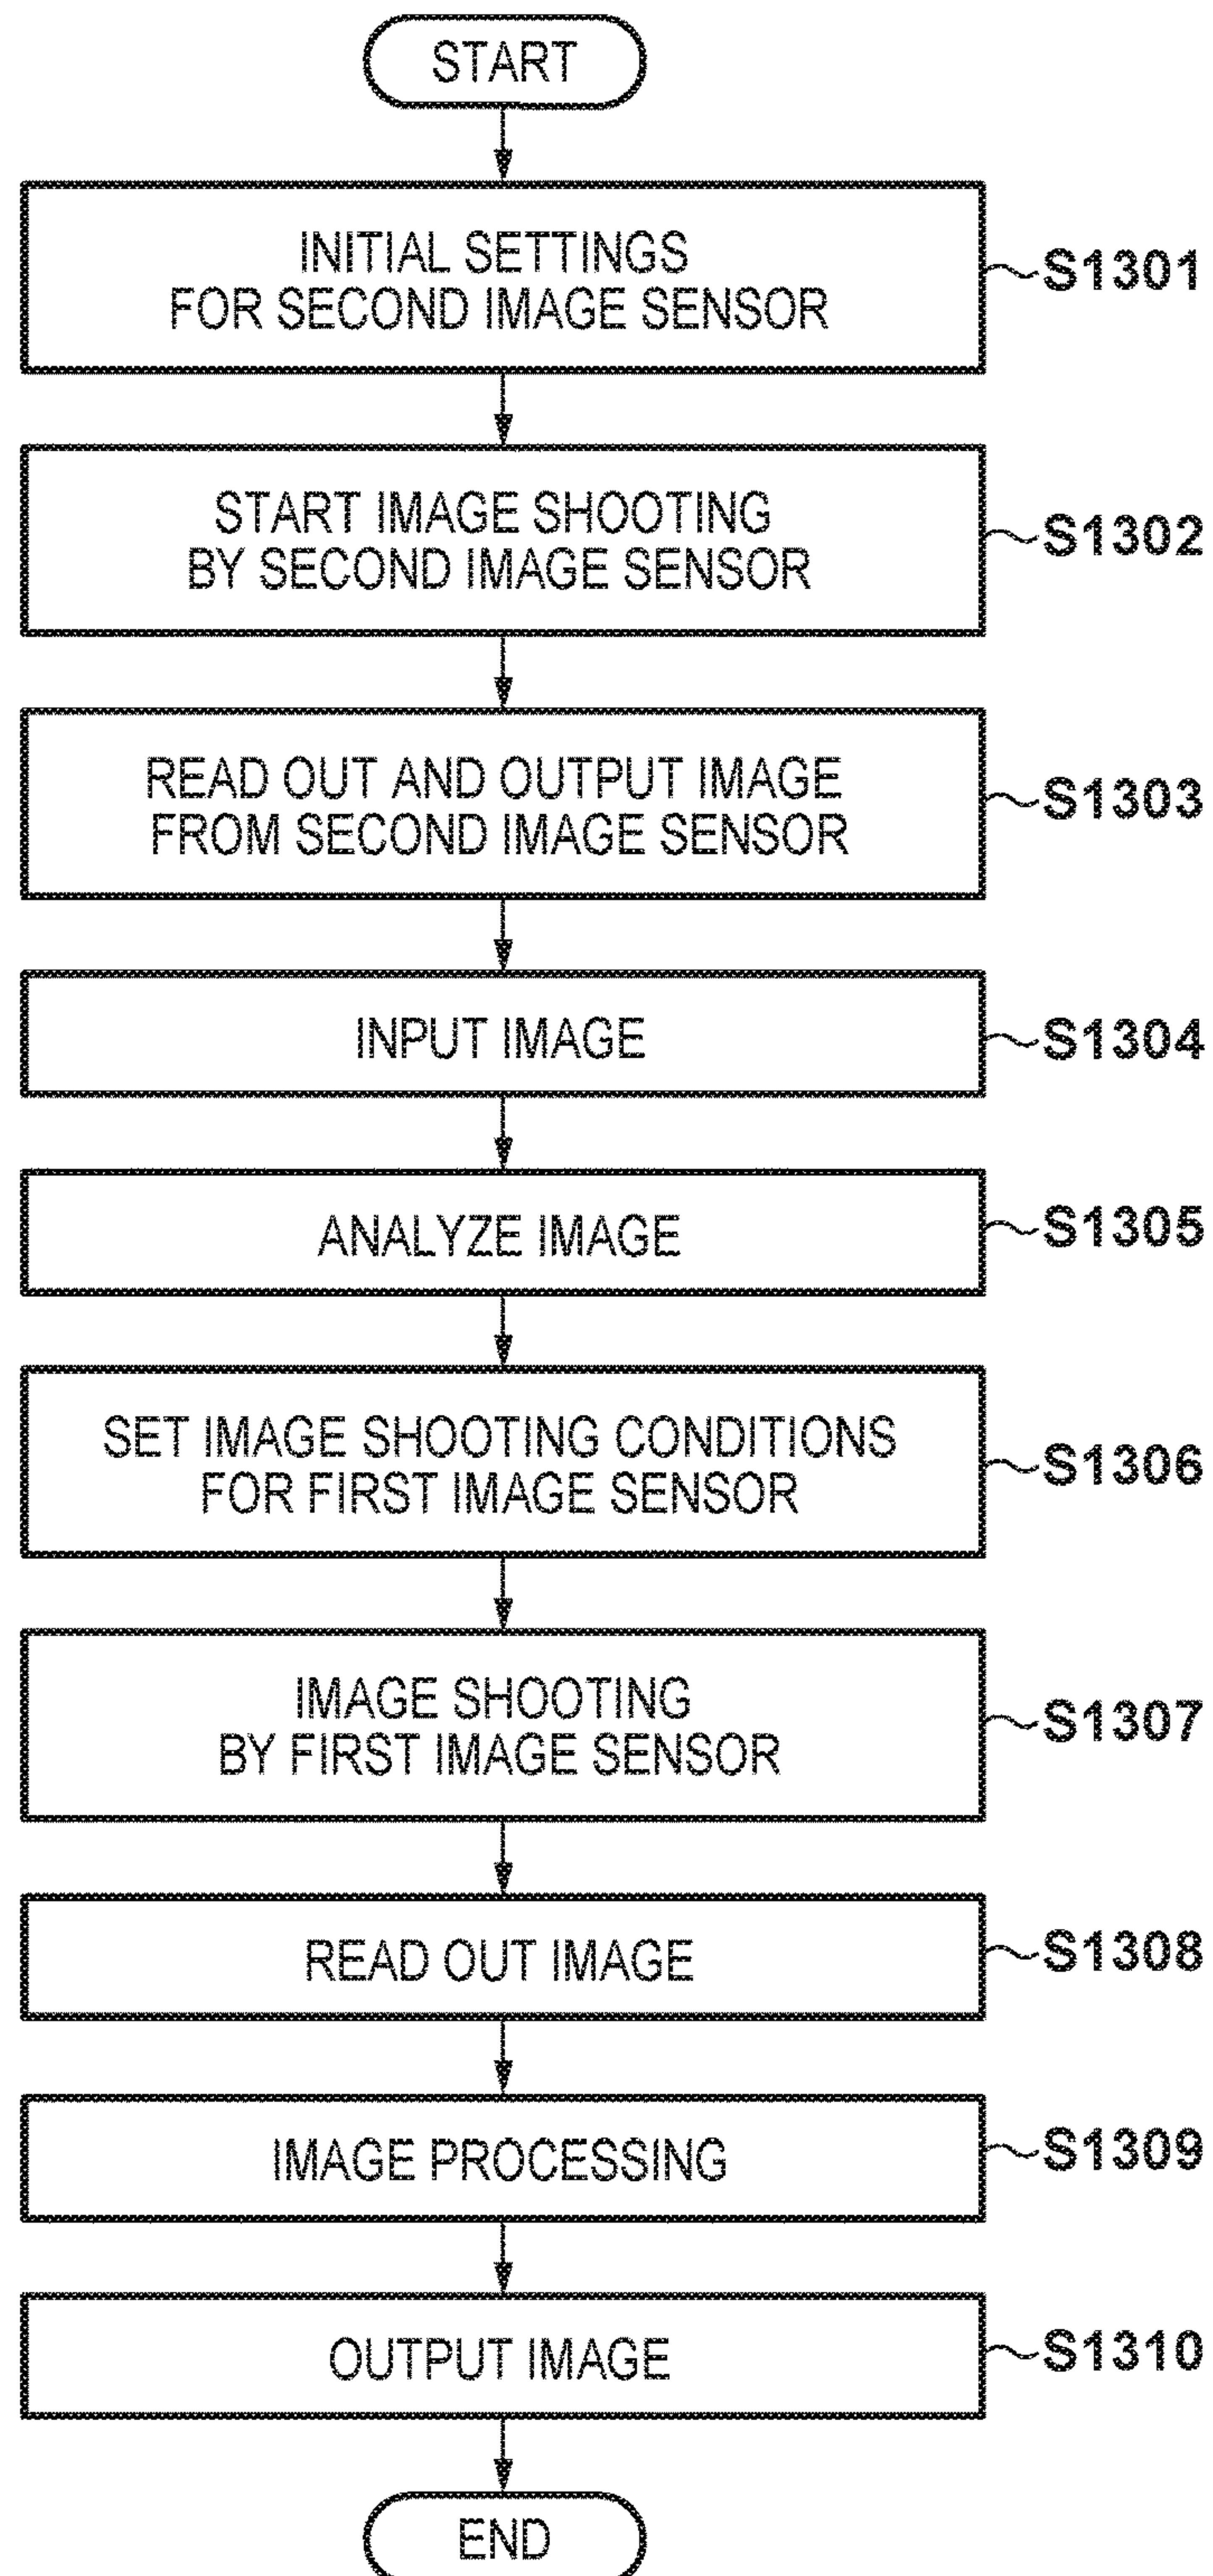 START
INITIAL SETTINGS
FOR SECOND IMAGE SENSOR
S1301
START IMAGE SHOOTING
BY SECOND IMAGE SENSOR
S1302
READ OUT AND OUTPUT IMAGE
FROM SECOND IMAGE SENSOR
S1303
INPUT IMAGE
S1304
ANALYZE IMAGE
S1305
SET IMAGE SHOOTING CONDITIONS
FOR FIRST IMAGE SENSOR
S1306
IMAGE SHOOTING
BY FIRST IMAGE SENSOR
S1307
READ OUT IMAGE
S1308
IMAGE PROCESSING
S1309
OUTPUT IMAGE
S1310
END